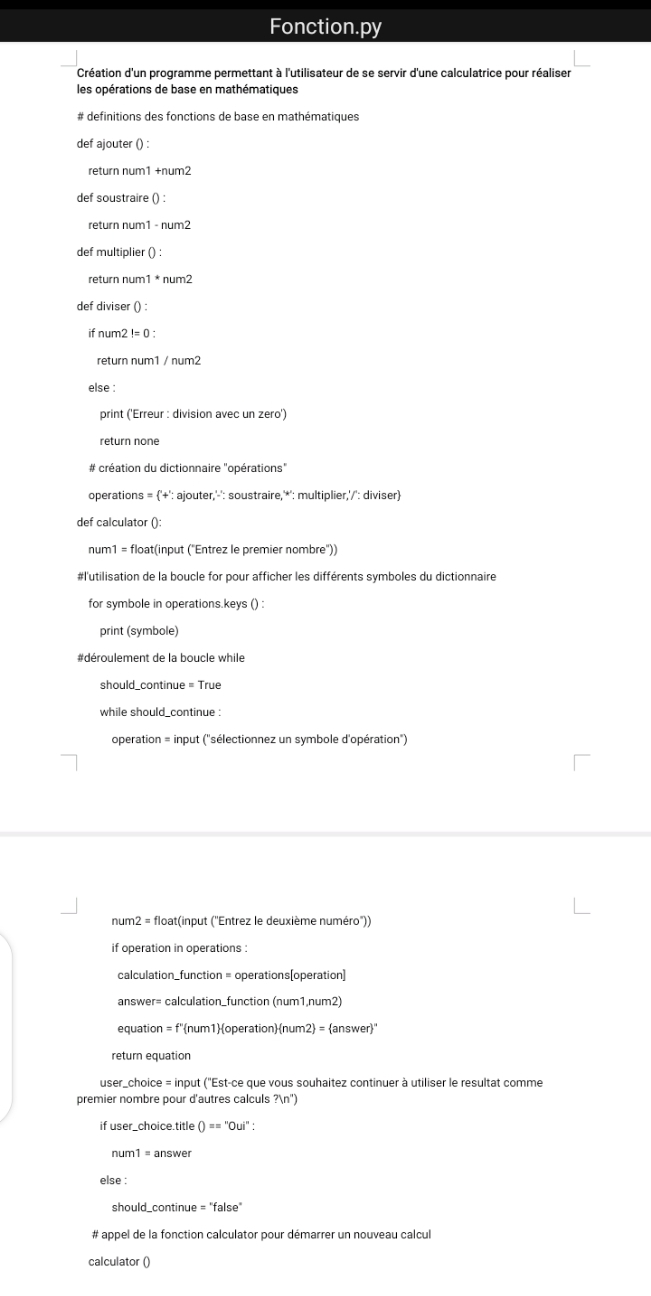 Fonction.py
Création d'un programme permettant à l'utilisateur de se servir d'une calculatrice pour réaliser
les opérations de base en mathématiques
# definitions des fonctions de base en mathématiques
def ajouter () :
return num1 +num2
def soustraire () :
return num1 - num2
def multiplier () :
return num1 * num2
def diviser () :
if num2 != 0 :
return num1 / num2
else :
print ('Erreur : division avec un zero')
return none
# création du dictionnaire "opérations"
operations = {'+': ajouter,'-': soustraire,'*': multiplier,'/': diviser}
def calculator ():
num1 = float(input ("Entrez le premier nombre"))
#l'utilisation de la boucle for pour afficher les différents symboles du dictionnaire
for symbole in operations.keys () :
print (symbole)
#déroulement de la boucle while
should_continue = True
while should_continue :
operation = input ("sélectionnez un symbole d'opération")
num2 = float(input ("Entrez le deuxième numéro"))
if operation in operations :
calculation_function = operations[operation]
answer= calculation_function (num1,num2)
equation = f"{num1}{operation}{num2} = {answer}"
return equation
user_choice = input ("Est-ce que vous souhaitez continuer à utiliser le resultat comme
premier nombre pour d'autres calculs ?\n")
if user_choice.title () == "Oui" :
num1 = answer
else :
should_continue = "false"
# appel de la fonction calculator pour démarrer un nouveau calcul
calculator ()